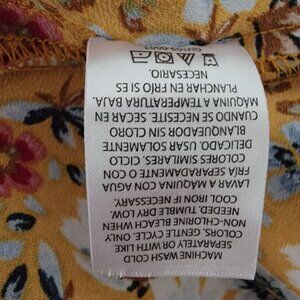 MACHINE WASH COLD
SEPARATELY OR WITH LIKE
COLORS, GENTLE CYCLE. ONLY
NON-CHLORINE BLEACH WHEN
NEEDED. TUMBLE DRY LOW.
COOL IRON IF NECESSARY.
LAVAR A MAQUINA CON AGUA
FRÍA SEPARADAMENTE O CON
COLORES SIMILARES, CICLO
DELICADO. USAR SOLAMENTE
BLANQUEADOR SIN CLORO
CUANDO SE NECESITE. SECAR EN
MÁQUINA A TEMPERATURA BAJA.
PLANCHAR EN FRÍO SI ES
NECESARIO.